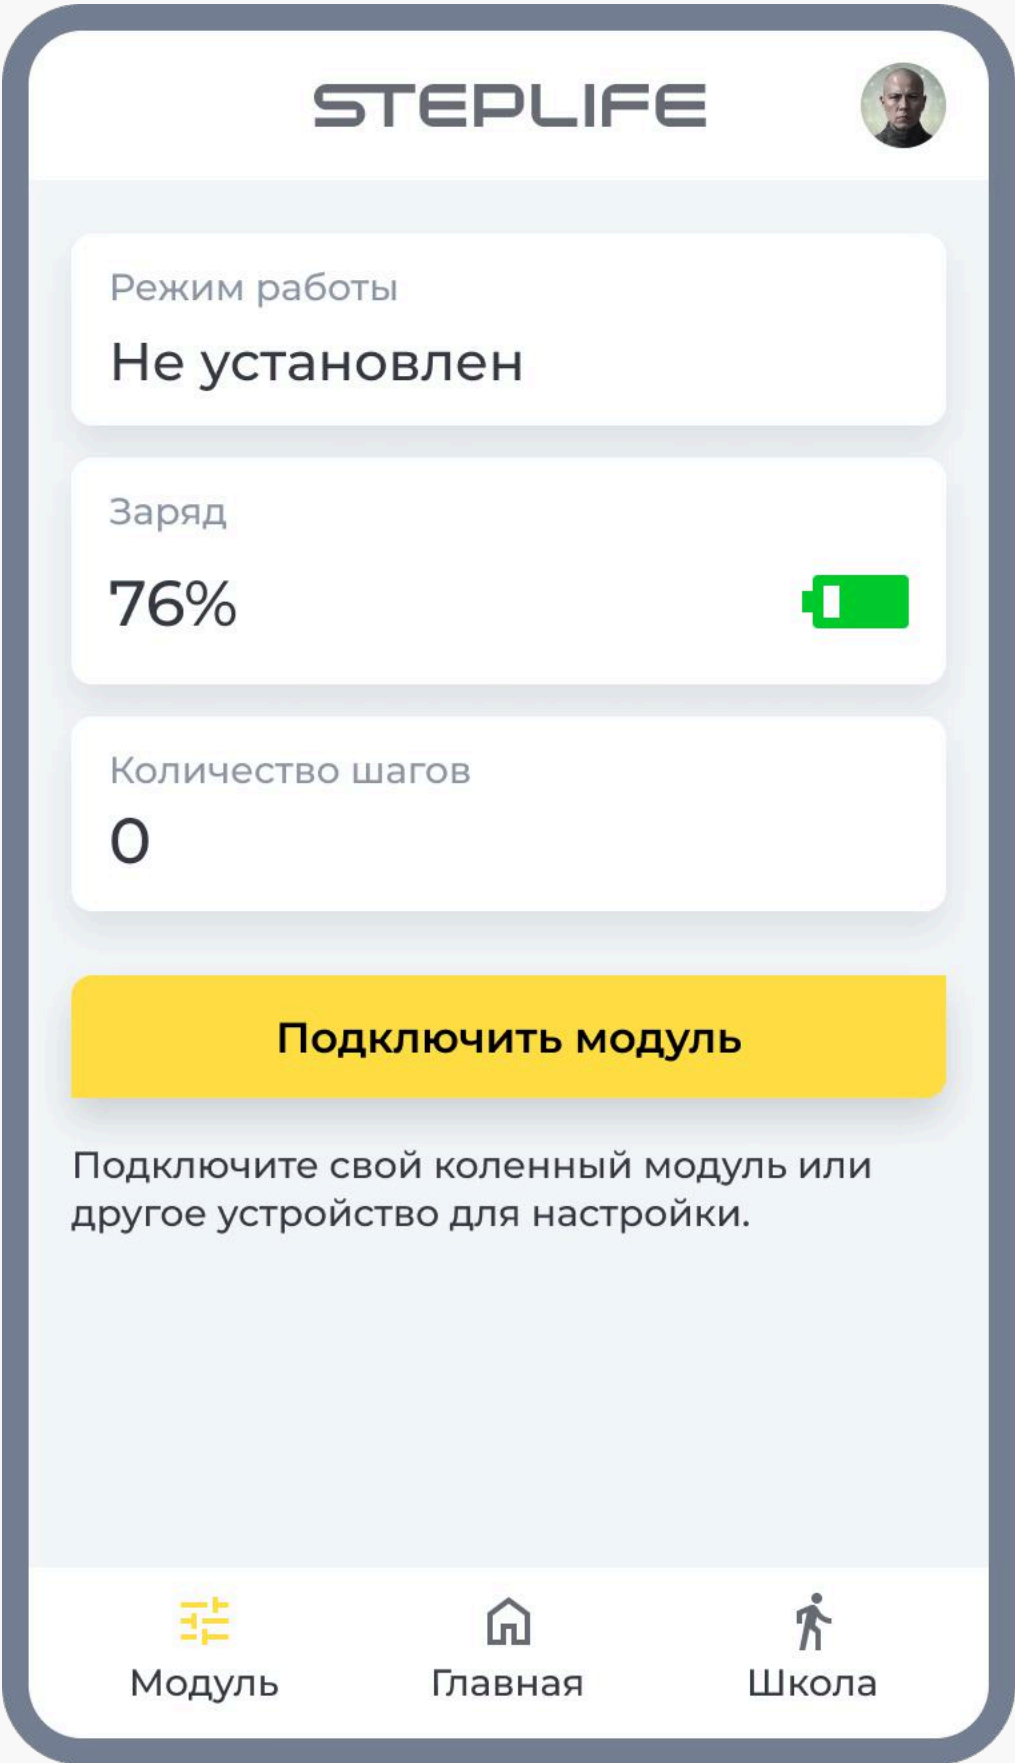 STEPLIFE
Режим работы
Не установлен
Заряд
76%
Количество шагов
0
Подключить модуль
Подключите свой коленный модуль или
другое устройство для настройки.
Модуль
Главная
Школа